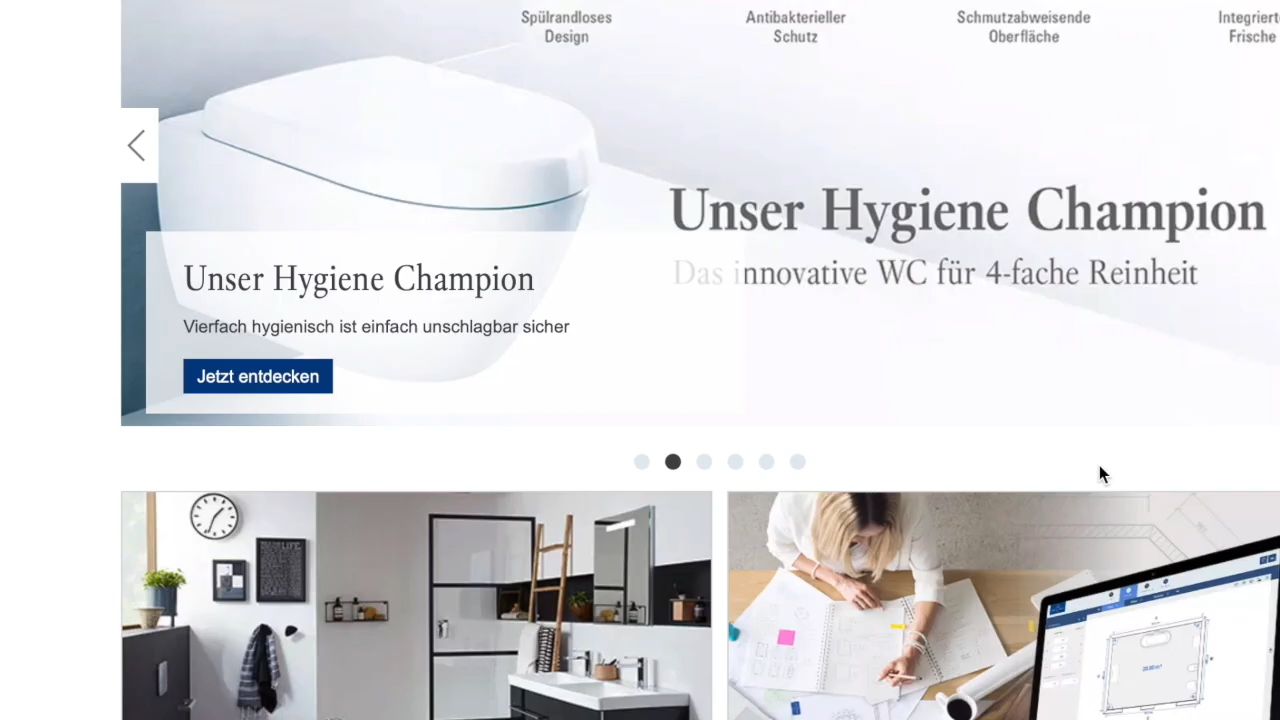 Spülrandloses
Design
Antibakterieller
Schutz
Schmutzabweisende
Oberfläche
Frische
Unser Hygiene Champion
Das innovative WC für 4-fache Reinheit
Unser Hygiene Champion
Vierfach hygienisch ist einfach unschlagbar sicher
Jetzt entdecken